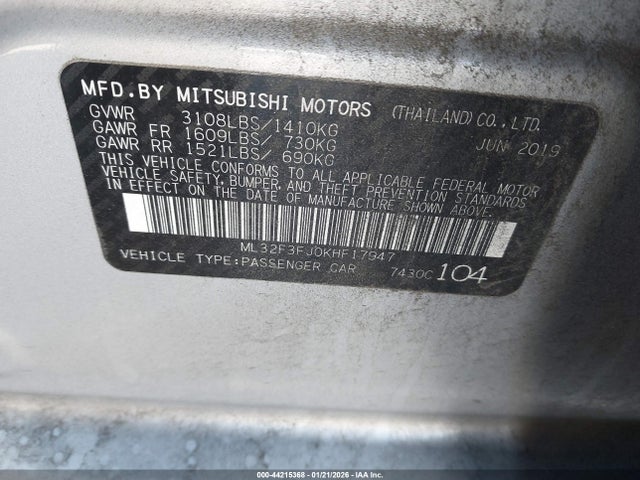 MFD.BY MITSUBISHI MOTORS (THAILAND) CO., LTD.
GVWR 3108LBS/1410KG JUN 2019
GAWR FR 1609LBS/ 730KG
GAWR RR 1521LBS/ 690KG
THIS VEHICLE CONFORMS TO ALL APPLICABLE FEDERAL MOTOR
VEHICLE SAFETY, BUMPER, AND THEFT PREVENTION STANDARDS
IN EFFECT ON THE DATE OF MANUFACTURE SHOWN ABOVE.
ML32F3FJ0KHF17947
VEHICLE TYPE:PASSENGER CAR 7430C 104
000-44215368 - 01/21/2026 - IAA Inc.